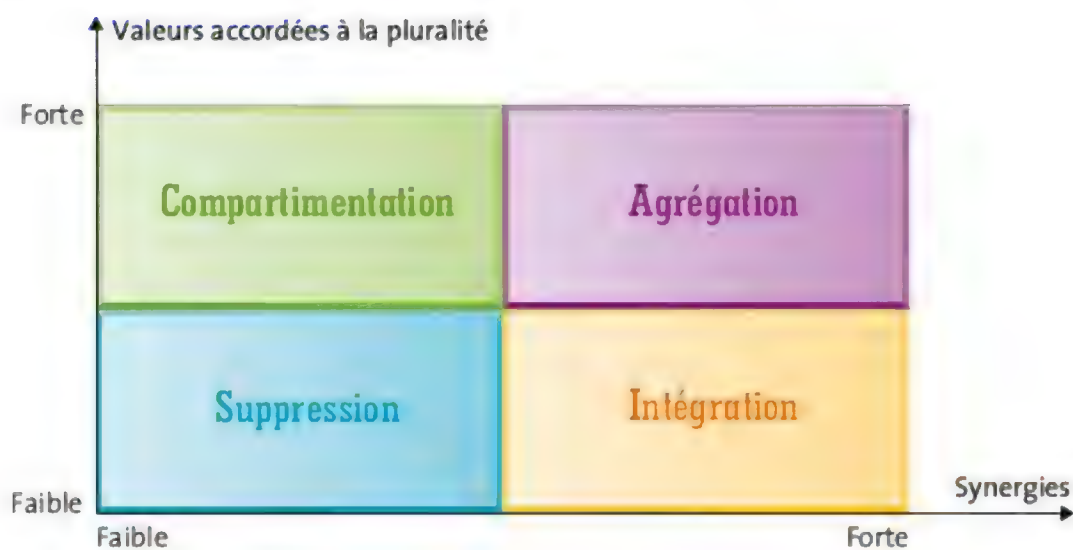 Valeurs accordées à la pluralité
Forte
Compartimentation
Agrégation
Suppression
Intégration
Faible
Synergies
Faible
Forte